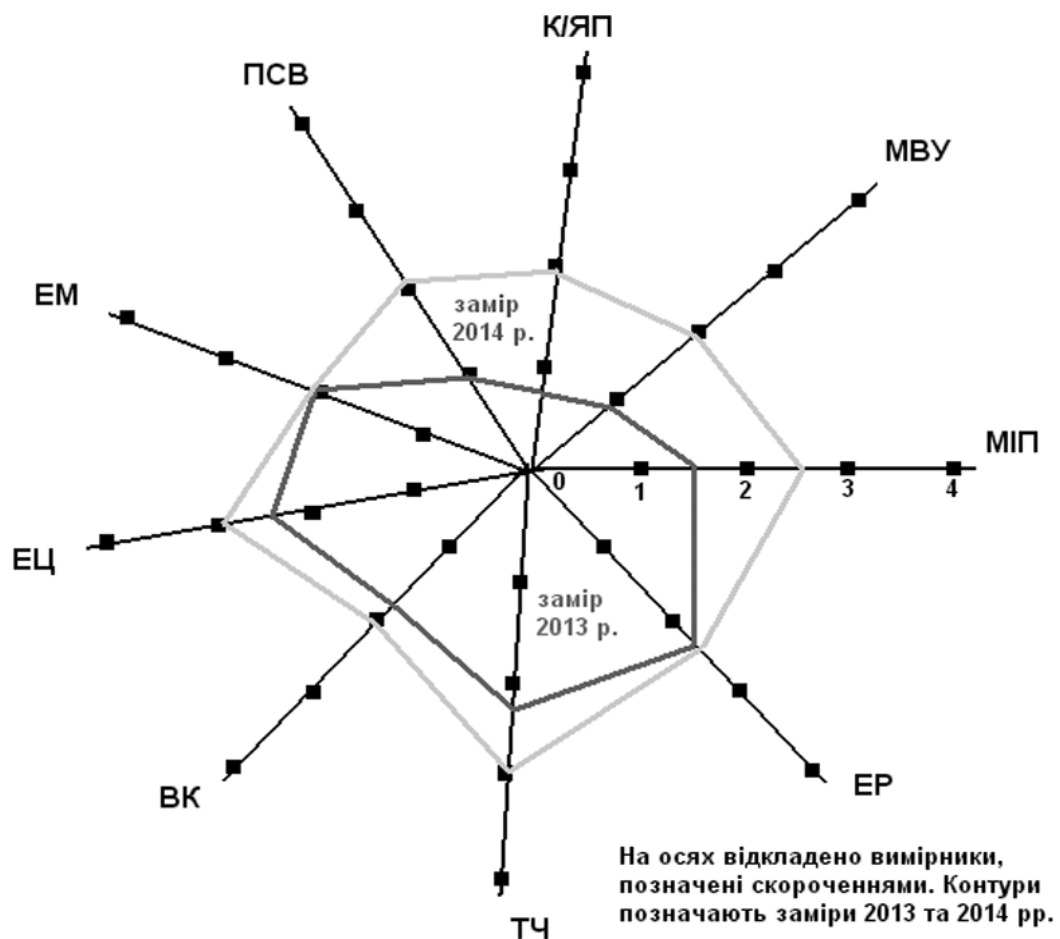 К/ЯП
ПСВ
МВУ
ЕМ
замір
2014 р.
МІП
0 1 2 3 4
ЕЦ
замір
2013 р.
ЕР
ВК
ТЧ
На осях відкладено вимірники,
позначені скороченнями. Контури
позначають заміри 2013 та 2014 рр.